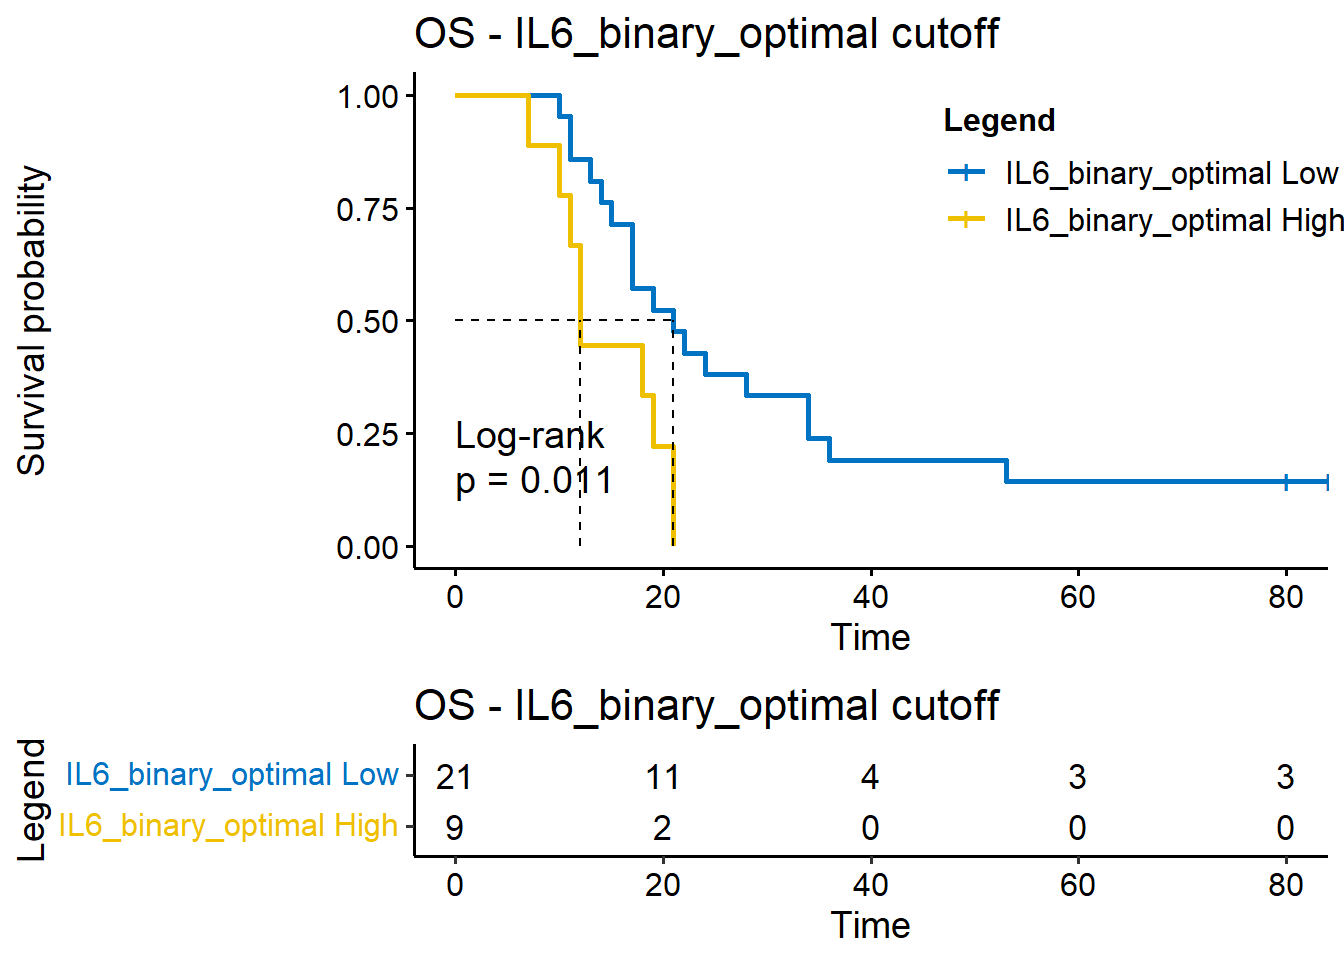 OS - IL6_binary_optimal cutoff
Survival probability
1.00
0.75
0.50
0.25
0.00
Legend
IL6_binary_optimal Low
IL6_binary_optimal High
Log-rank
p = 0.011
0 20 40 60 80
Time
OS - IL6_binary_optimal cutoff
Legend
IL6_binary_optimal Low 21 11 4 3 3
IL6_binary_optimal High 9 2 0 0 0
0 20 40 60 80
Time